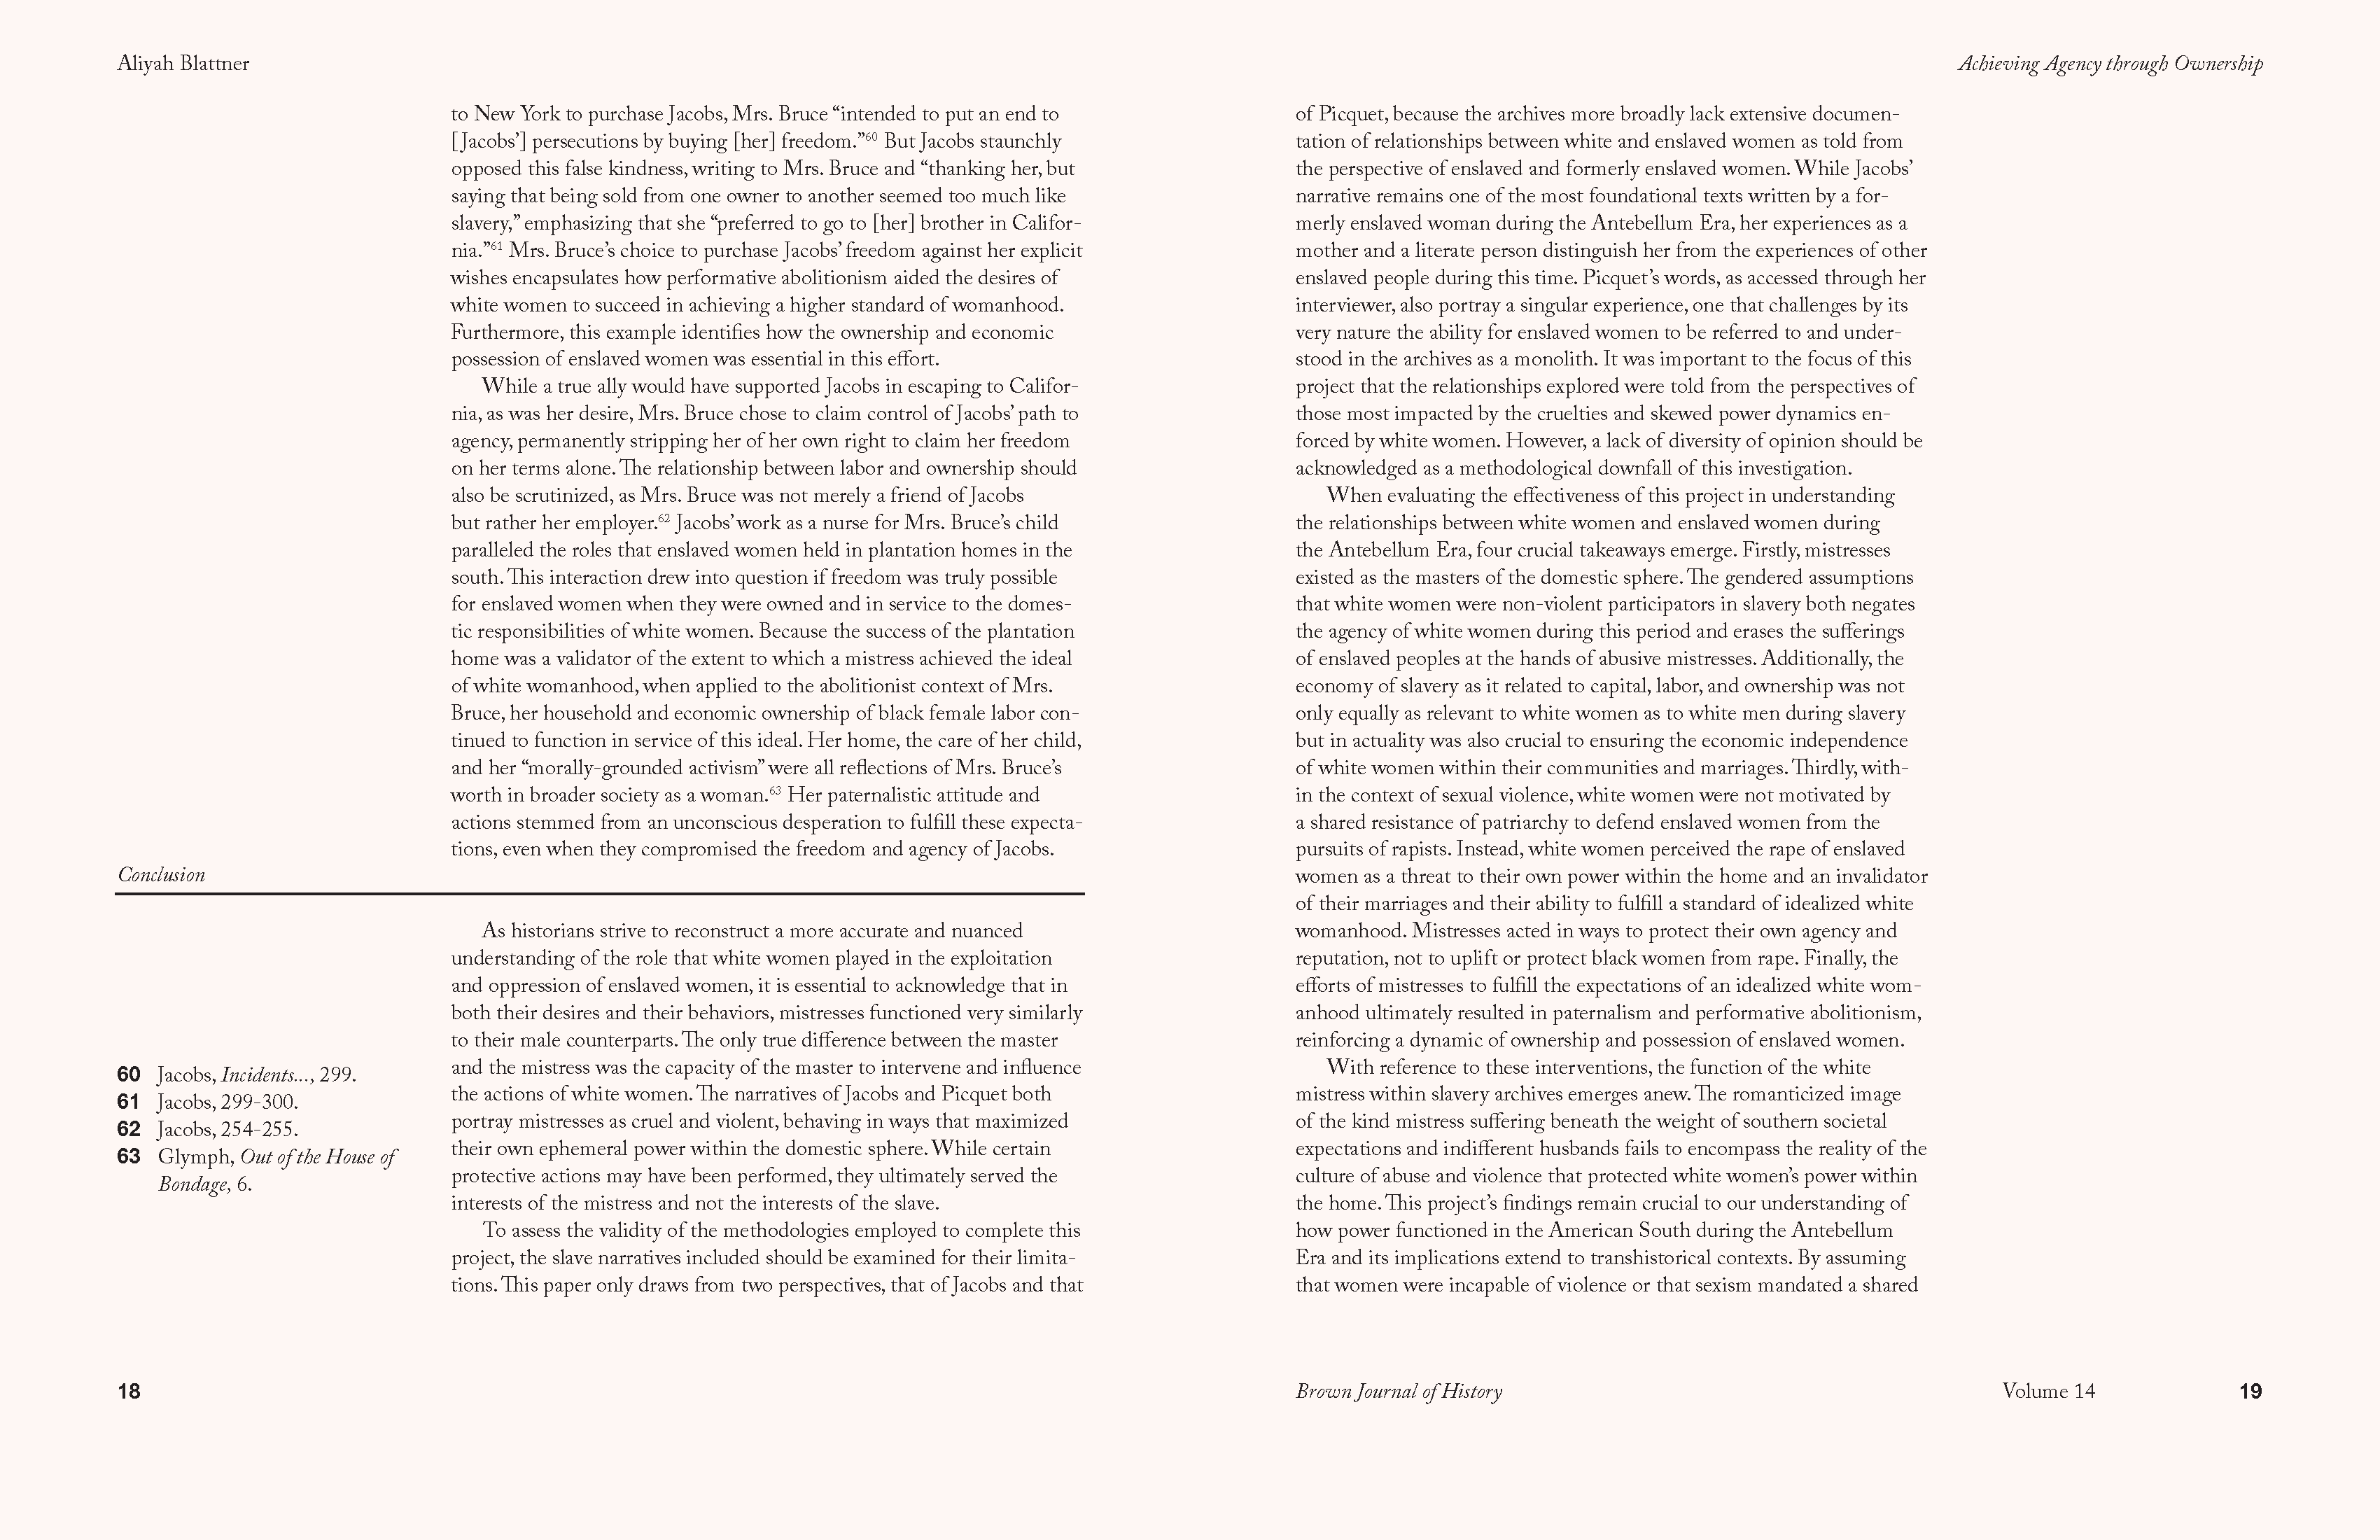 Aliyah Blattner
to New York to purchase Jacobs, Mrs. Bruce “intended to put an end to
[Jacobs’] persecutions by buying [her] freedom.”60 But Jacobs staunchly
opposed this false kindness, writing to Mrs. Bruce and “thanking her, but
saying that being sold from one owner to another seemed too much like
slavery,” emphasizing that she “preferred to go to [her] brother in Califor-
nia.”61 Mrs. Bruce’s choice to purchase Jacobs’ freedom against her explicit
wishes encapsulates how performative abolitionism aided the desires of
white women to succeed in achieving a higher standard of womanhood.
Furthermore, this example identifies how the ownership and economic
possession of enslaved women was essential in this effort.
While a true ally would have supported Jacobs in escaping to Califor-
nia, as was her desire, Mrs. Bruce chose to claim control of Jacobs’ path to
agency, permanently stripping her of her own right to claim her freedom
on her terms alone. The relationship between labor and ownership should
also be scrutinized, as Mrs. Bruce was not merely a friend of Jacobs
but rather her employer.62 Jacobs’ work as a nurse for Mrs. Bruce’s child
paralleled the roles that enslaved women held in plantation homes in the
south. This interaction drew into question if freedom was truly possible
for enslaved women when they were owned and in service to the domes-
tic responsibilities of white women. Because the success of the plantation
home was a validator of the extent to which a mistress achieved the ideal
of white womanhood, when applied to the abolitionist context of Mrs.
Bruce, her household and economic ownership of black female labor con-
tinued to function in service of this ideal. Her home, the care of her child,
and her “morally-grounded activism” were all reflections of Mrs. Bruce’s
worth in broader society as a woman.63 Her paternalistic attitude and
actions stemmed from an unconscious desperation to fulfill these expecta-
tions, even when they compromised the freedom and agency of Jacobs.
Conclusion
As historians strive to reconstruct a more accurate and nuanced
understanding of the role that white women played in the exploitation
and oppression of enslaved women, it is essential to acknowledge that in
both their desires and their behaviors, mistresses functioned very similarly
to their male counterparts. The only true difference between the master
and the mistress was the capacity of the master to intervene and influence
the actions of white women. The narratives of Jacobs and Picquet both
portray mistresses as cruel and violent, behaving in ways that maximized
their own ephemeral power within the domestic sphere. While certain
protective actions may have been performed, they ultimately served the
interests of the mistress and not the interests of the slave.
To assess the validity of the methodologies employed to complete this
project, the slave narratives included should be examined for their limita-
tions. This paper only draws from two perspectives, that of Jacobs and that
60 Jacobs, Incidents..., 299.
61 Jacobs, 299-300.
62 Jacobs, 254-255.
63 Glymph, Out of the House of
Bondage, 6.
18
Achieving Agency through Ownership
of Picquet, because the archives more broadly lack extensive documen-
tation of relationships between white and enslaved women as told from
the perspective of enslaved and formerly enslaved women. While Jacobs’
narrative remains one of the most foundational texts written by a for-
merly enslaved woman during the Antebellum Era, her experiences as a
mother and a literate person distinguish her from the experiences of other
enslaved people during this time. Picquet’s words, as accessed through her
interviewer, also portray a singular experience, one that challenges by its
very nature the ability for enslaved women to be referred to and under-
stood in the archives as a monolith. It was important to the focus of this
project that the relationships explored were told from the perspectives of
those most impacted by the cruelties and skewed power dynamics en-
forced by white women. However, a lack of diversity of opinion should be
acknowledged as a methodological downfall of this investigation.
When evaluating the effectiveness of this project in understanding
the relationships between white women and enslaved women during
the Antebellum Era, four crucial takeaways emerge. Firstly, mistresses
existed as the masters of the domestic sphere. The gendered assumptions
that white women were non-violent participators in slavery both negates
the agency of white women during this period and erases the sufferings
of enslaved peoples at the hands of abusive mistresses. Additionally, the
economy of slavery as it related to capital, labor, and ownership was not
only equally as relevant to white women as to white men during slavery
but in actuality was also crucial to ensuring the economic independence
of white women within their communities and marriages. Thirdly, with-
in the context of sexual violence, white women were not motivated by
a shared resistance of patriarchy to defend enslaved women from the
pursuits of rapists. Instead, white women perceived the rape of enslaved
women as a threat to their own power within the home and an invalidator
of their marriages and their ability to fulfill a standard of idealized white
womanhood. Mistresses acted in ways to protect their own agency and
reputation, not to uplift or protect black women from rape. Finally, the
efforts of mistresses to fulfill the expectations of an idealized white wom-
anhood ultimately resulted in paternalism and performative abolitionism,
reinforcing a dynamic of ownership and possession of enslaved women.
With reference to these interventions, the function of the white
mistress within slavery archives emerges anew. The romanticized image
of the kind mistress suffering beneath the weight of southern societal
expectations and indifferent husbands fails to encompass the reality of the
culture of abuse and violence that protected white women’s power within
the home. This project’s findings remain crucial to our understanding of
how power functioned in the American South during the Antebellum
Era and its implications extend to transhistorical contexts. By assuming
that women were incapable of violence or that sexism mandated a shared
Brown Journal of History
Volume 14
19